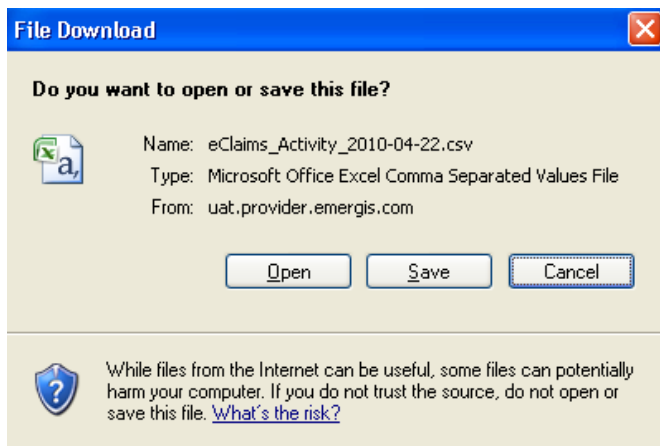 File Download
Do you want to open or save this file?
a,
Name: eClaims_Activity_2010-04-22.csv
Type: Microsoft Office Excel Comma Separated Values File
From: uat.provider.emergis.com
Open Save Cancel
While files from the Internet can be useful, some files can potentially
harm your computer. If you do not trust the source, do not open or
save this file. What's the risk?